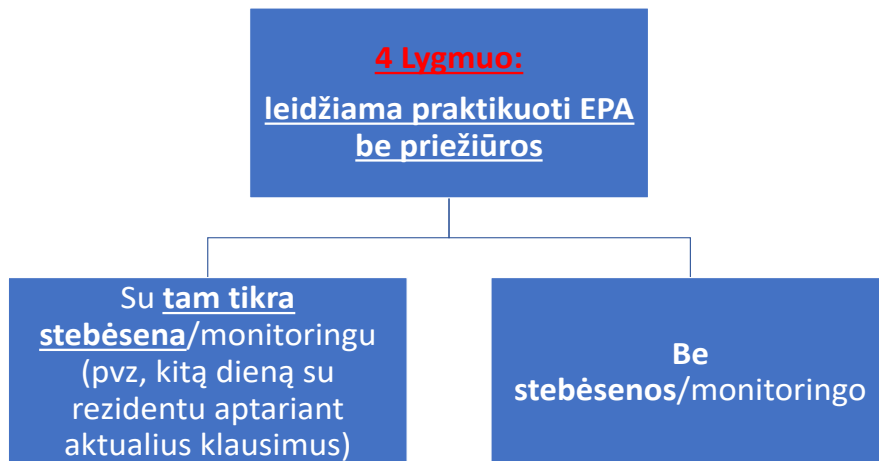 4 Lygmuo:
leidžiama praktikuoti EPA
be priežiūros
Su tam tikra
stebėsena/monitoringu
(pvz, kitą dieną su
rezidentu aptariant
aktualius klausimus)
Be
stebėsenos/monitoringo